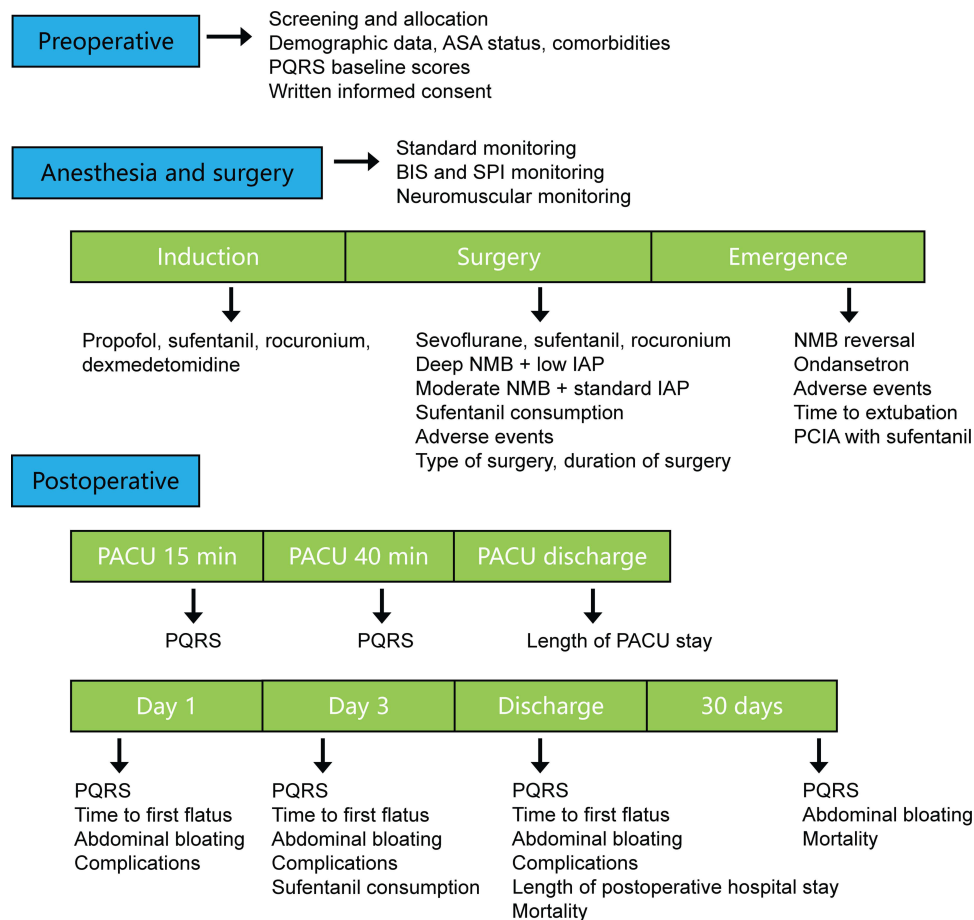 Preoperative
Screening and allocation
Demographic data, ASA status, comorbidities
PQRS baseline scores
Written informed consent
Anesthesia and surgery
Standard monitoring
BIS and SPI monitoring
Neuromuscular monitoring
Induction
Surgery
Emergence
Propofol, sufentanil, rocuronium,
dexmedetomidine
Sevoflurane, sufentanil, rocuronium
Deep NMB + low IAP
Moderate NMB + standard IAP
Sufentanil consumption
Adverse events
Type of surgery, duration of surgery
NMB reversal
Ondansetron
Adverse events
Time to extubation
PCIA with sufentanil
Postoperative
PACU 15 min
PACU 40 min
PACU discharge
PQRS
PQRS
Length of PACU stay
Day 1
Day 3
Discharge
30 days
PQRS
Time to first flatus
Abdominal bloating
Complications
PQRS
Time to first flatus
Abdominal bloating
Complications
Sufentanil consumption
PQRS
Time to first flatus
Abdominal bloating
Complications
Length of postoperative hospital stay
Mortality
PQRS
Abdominal bloating
Mortality